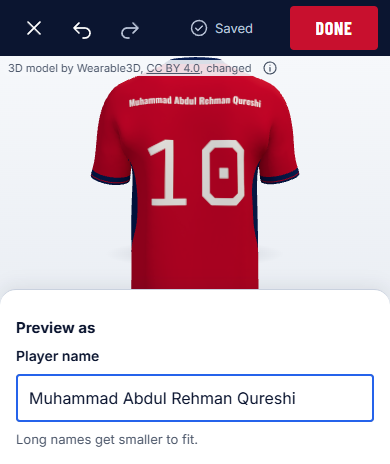 Saved
DONE
3D model by Wearable3D, CC BY 4.0, changed
Muhammad Abdul Rehman Qureshi
10
Preview as
Player name
Muhammad Abdul Rehman Qureshi
Long names get smaller to fit.